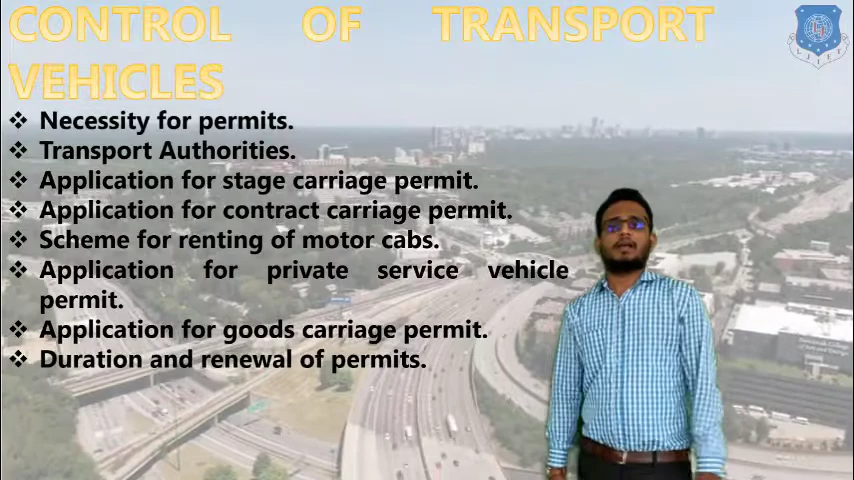 CONTROL OF TRANSPORT
VEHICLES
❖ Necessity for permits.
❖ Transport Authorities.
❖ Application for stage carriage permit.
❖ Application for contract carriage permit.
❖ Scheme for renting of motor cabs.
❖ Application for private service vehicle
permit.
❖ Application for goods carriage permit.
❖ Duration and renewal of permits.
LJIET